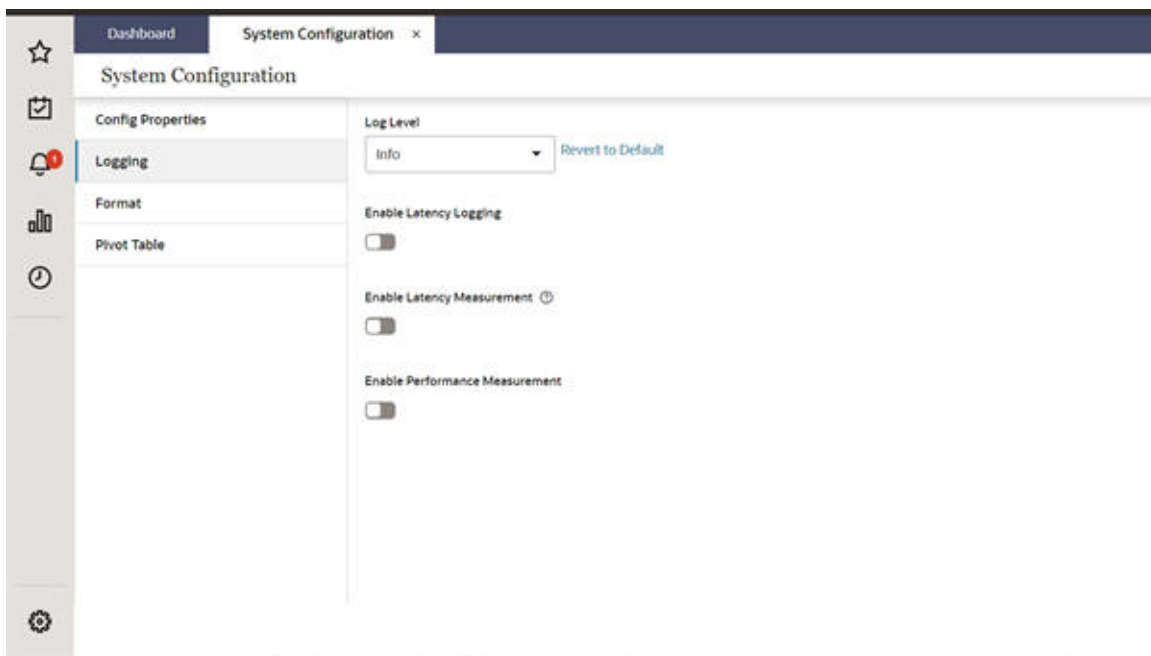 Dashboard
System Configuration ×
System Configuration
Config Properties
Logging
Format
Pivot Table
Log Level
Info
Revert to Default
Enable Latency Logging
Enable Latency Measurement
Enable Performance Measurement